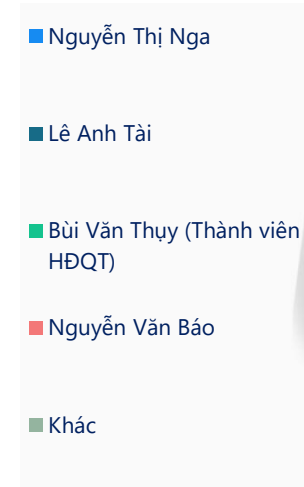 Nguyễn Thị Nga
Lê Anh Tài
Bùi Văn Thụy (Thành viên
HĐQT)
Nguyễn Văn Báo
Khác